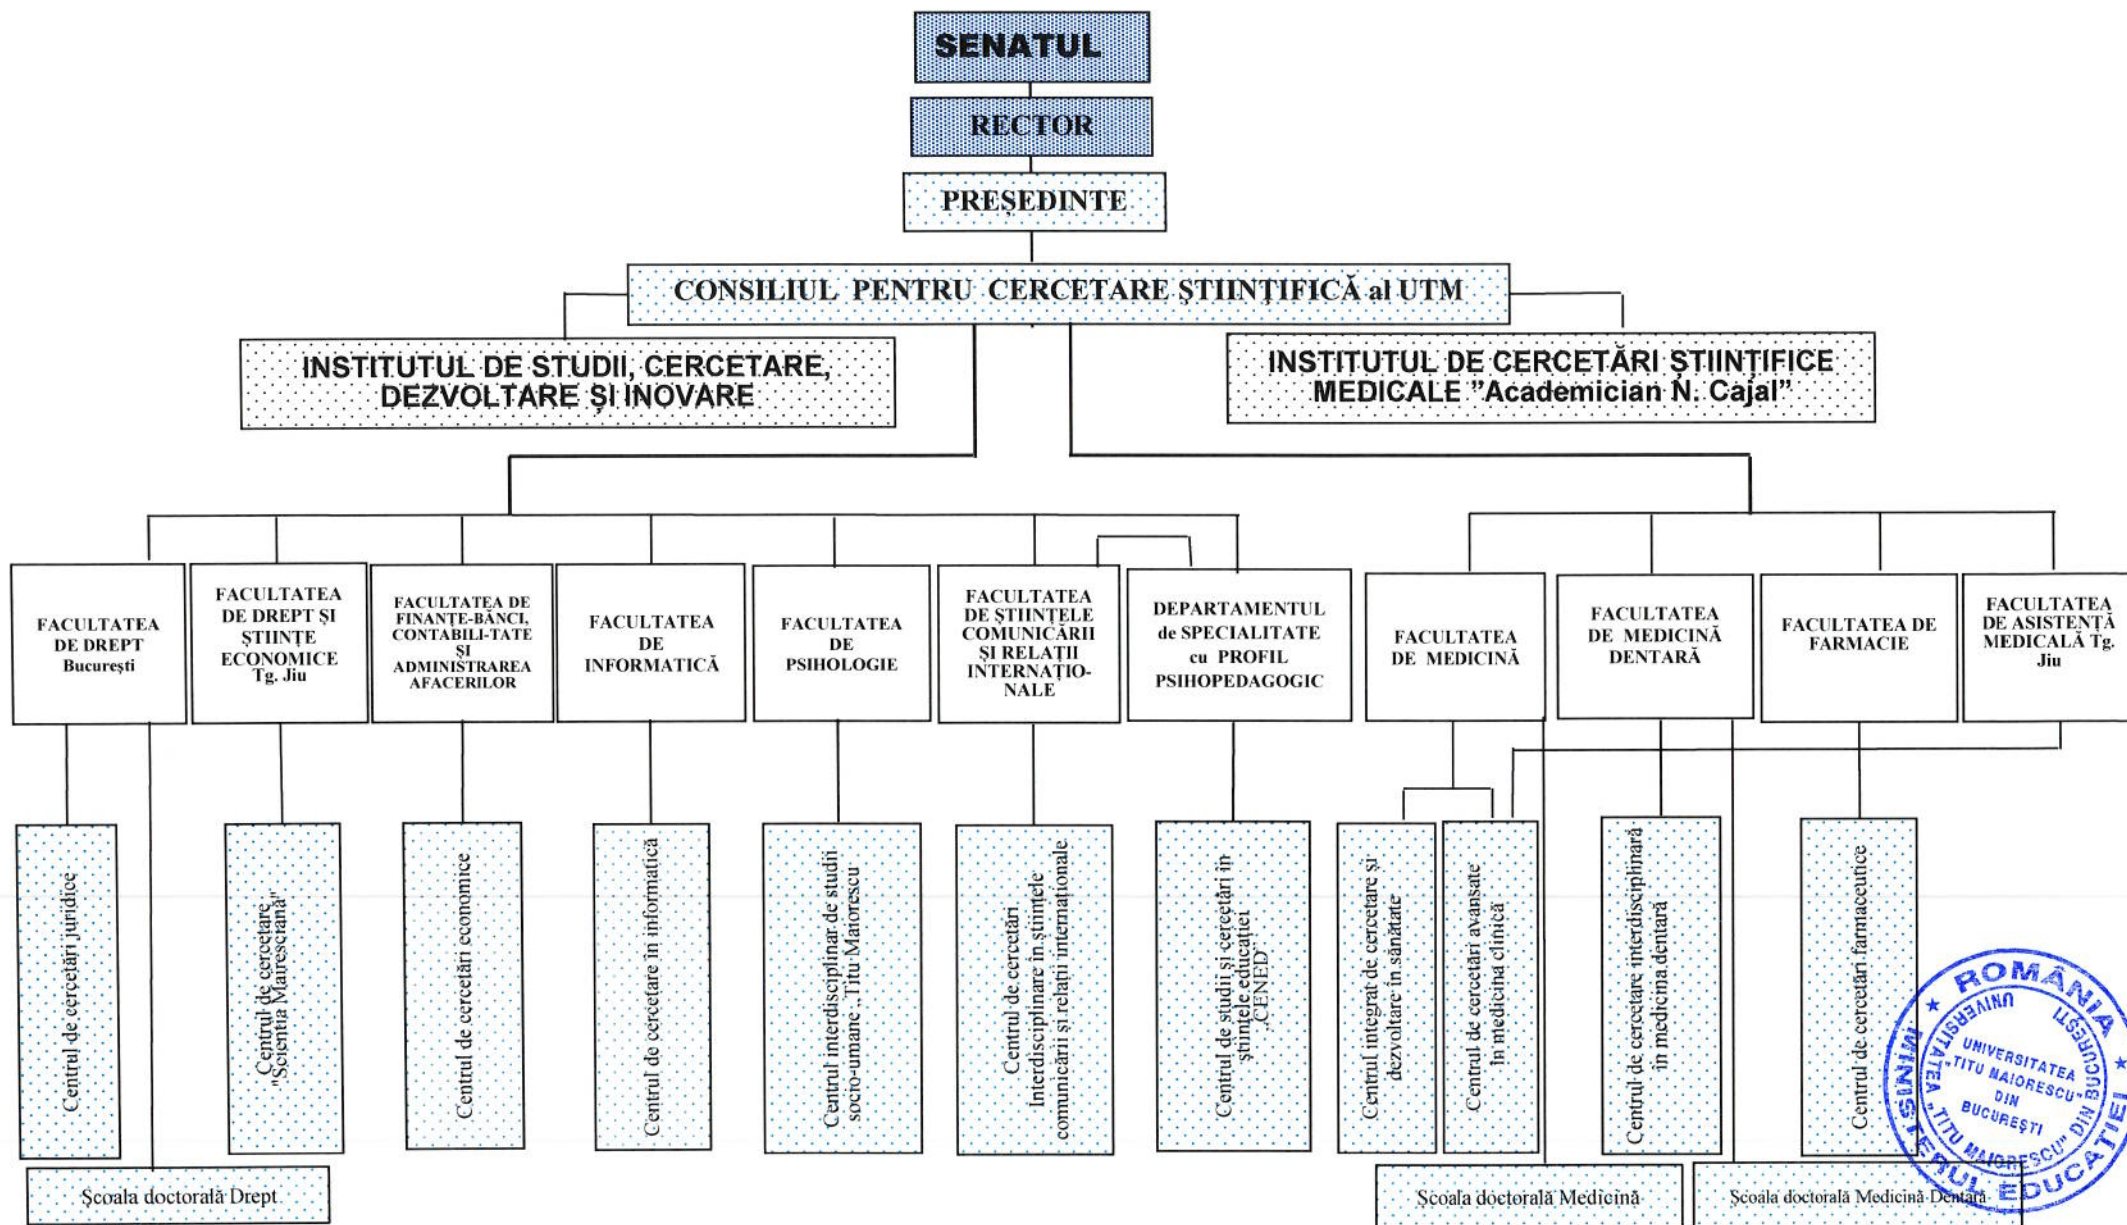 SENATUL
RECTOR
PREȘEDINTE
CONSILIUL PENTRU CERCETARE ȘTIINȚIFICĂ al UTM
INSTITUTUL DE STUDII, CERCETARE,
DEZVOLTARE ȘI INOVARE
INSTITUTUL DE CERCETĂRI ȘTIINȚIFICE
MEDICALE ”Academician N. Cajal”
FACULTATEA
DE DREPT
București
FACULTATEA
DE DREPT ȘI
ȘTIINȚE
ECONOMICE
Tg. Jiu
FACULTATEA DE
FINANȚE-BĂNCI,
CONTABILI-TATE
ȘI
ADMINISTRAREA
AFACERILOR
FACULTATEA
DE
INFORMATICĂ
FACULTATEA
DE
PSIHOLOGIE
FACULTATEA
DE ȘTIINȚELE
COMUNICĂRII
ȘI RELAȚII
INTERNAȚIO-
NALE
DEPARTAMENTUL
de SPECIALITATE
cu PROFIL
PSIHOPEDAGOGIC
FACULTATEA
DE MEDICINĂ
FACULTATEA
DE MEDICINĂ
DENTARĂ
FACULTATEA DE
FARMACIE
FACULTATEA
DE ASISTENȚĂ
MEDICALĂ Tg.
Jiu
Centrul de cercetări juridice
Centrul de cercetare
"Scientia Mairesciana"
Centrul de cercetări economice
Centrul de cercetare în informatică
Centrul interdisciplinar de studii
socio-umane „Titu Maiorescu
Centrul de cercetări
Interdisciplinare în științele
comunicării și relații internaționale
Centrul de studii și cercetări în
științele educației
„CENED”
Centrul integrat de cercetare și
dezvoltare în sănătate
Centrul de cercetări avansate
în medicina clinică
Centrul de cercetare interdisciplinară
în medicina dentară
Centrul de cercetări farmaceutice
Școala doctorală Drept
Școala doctorală Medicină
Școala doctorală Medicină Dentară
ROMÂNIA
MINISTERUL EDUCAȚIEI
UNIVERSITATEA "TITU MAIORESCU" DIN BUCUREȘTI
UNIVERSITATEA
"TITU MAIORESCU"
DIN
BUCUREȘTI